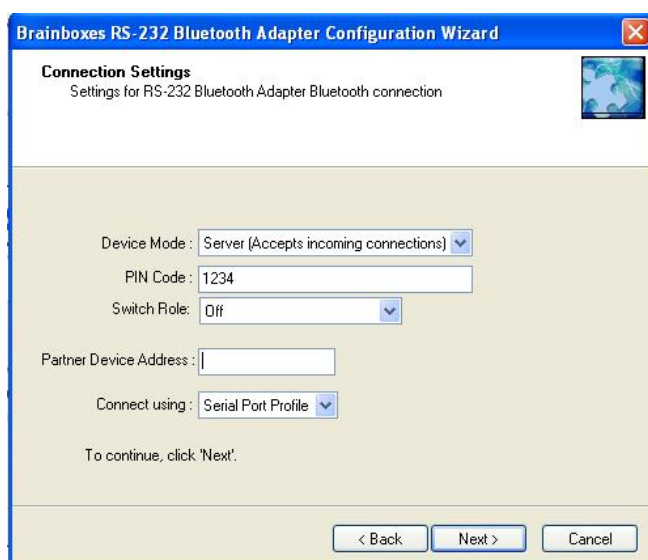 Brainboxes RS-232 Bluetooth Adapter Configuration Wizard
Connection Settings
Settings for RS-232 Bluetooth Adapter Bluetooth connection
Device Mode : Server (Accepts incoming connections)
PIN Code : 1234
Switch Role: Off
Partner Device Address :
Connect using : Serial Port Profile
To continue, click 'Next'.
< Back Next > Cancel